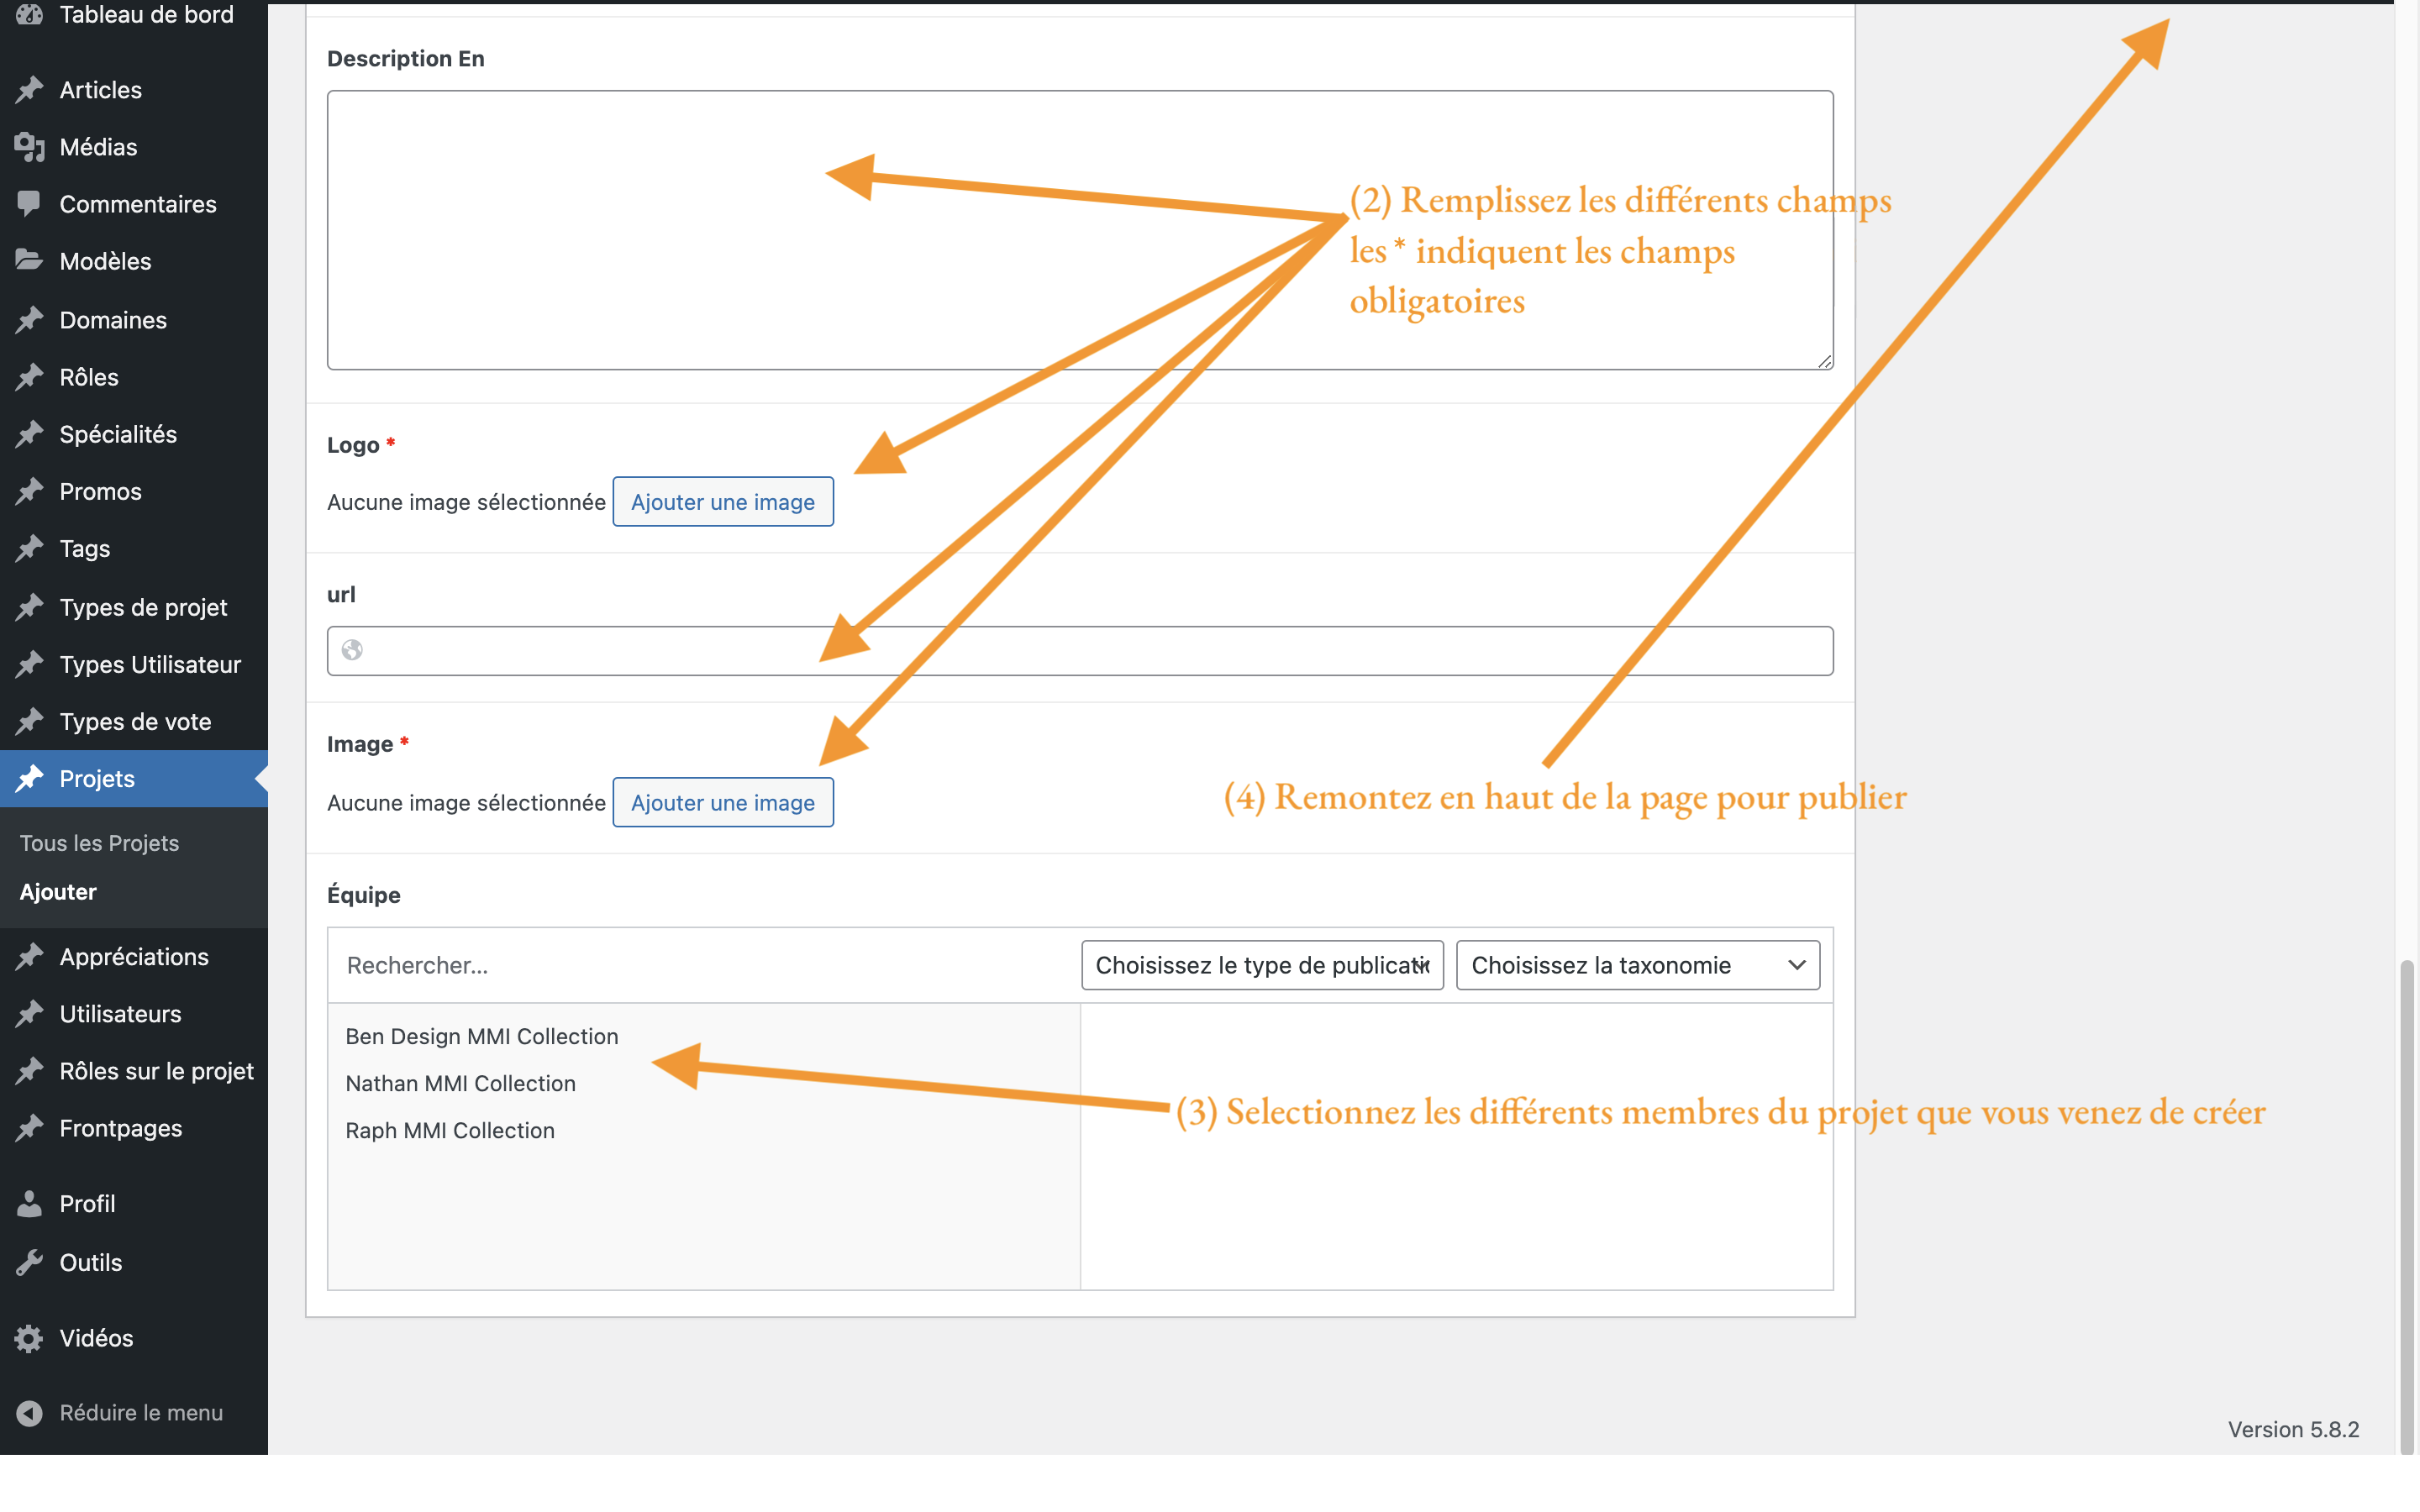 Tableau de bord
Articles
Médias
Commentaires
Modèles
Domaines
Rôles
Spécialités
Promos
Tags
Types de projet
Types Utilisateur
Types de vote
Projets
Tous les Projets
Ajouter
Appréciations
Utilisateurs
Rôles sur le projet
Frontpages
Profil
Outils
Vidéos
Réduire le menu
Description En
(2) Remplissez les différents champs
les * indiquent les champs
obligatoires
Logo *
Aucune image sélectionnée Ajouter une image
url
Image *
Aucune image sélectionnée Ajouter une image
(4) Remontez en haut de la page pour publier
Équipe
Rechercher... Choisissez le type de publicati Choisissez la taxonomie
Ben Design MMI Collection
Nathan MMI Collection
Raph MMI Collection
(3) Selectionnez les différents membres du projet que vous venez de créer
Version 5.8.2